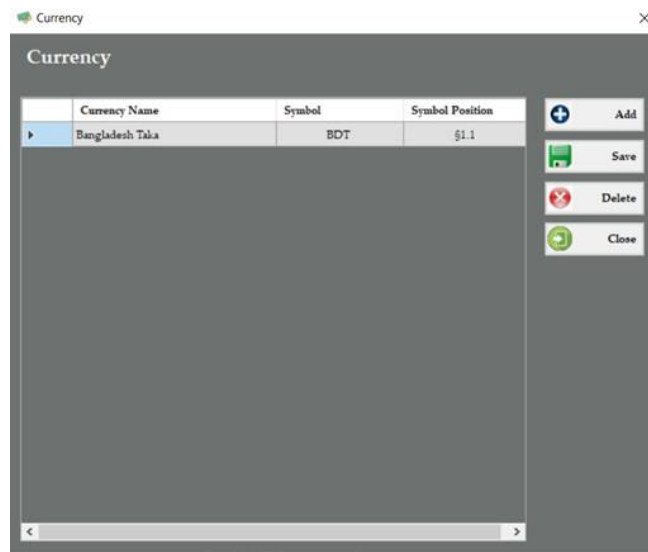 Currency
Currency
Currency Name Symbol Symbol Position
Bangladesh Taka BDT §1.1
Add
Save
Delete
Close